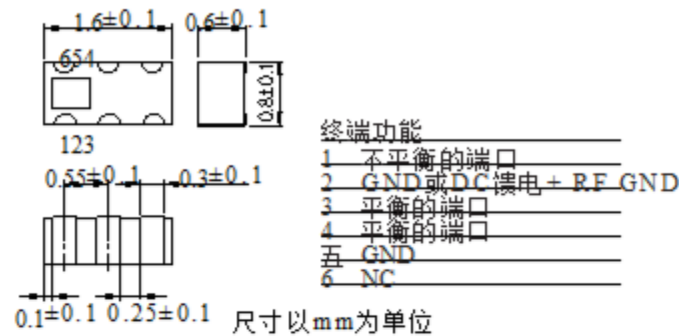 1.6±0.1 0.6±0.1
654
0.8±0.1
123
0.55±0.1 0.3±0.1
0.1±0.1 0.25±0.1
终端功能
1 不平衡的端口
2 GND或DC馈电 + RF GND
3 平衡的端口
4 平衡的端口
五 GND
6 NC
尺寸以mm为单位